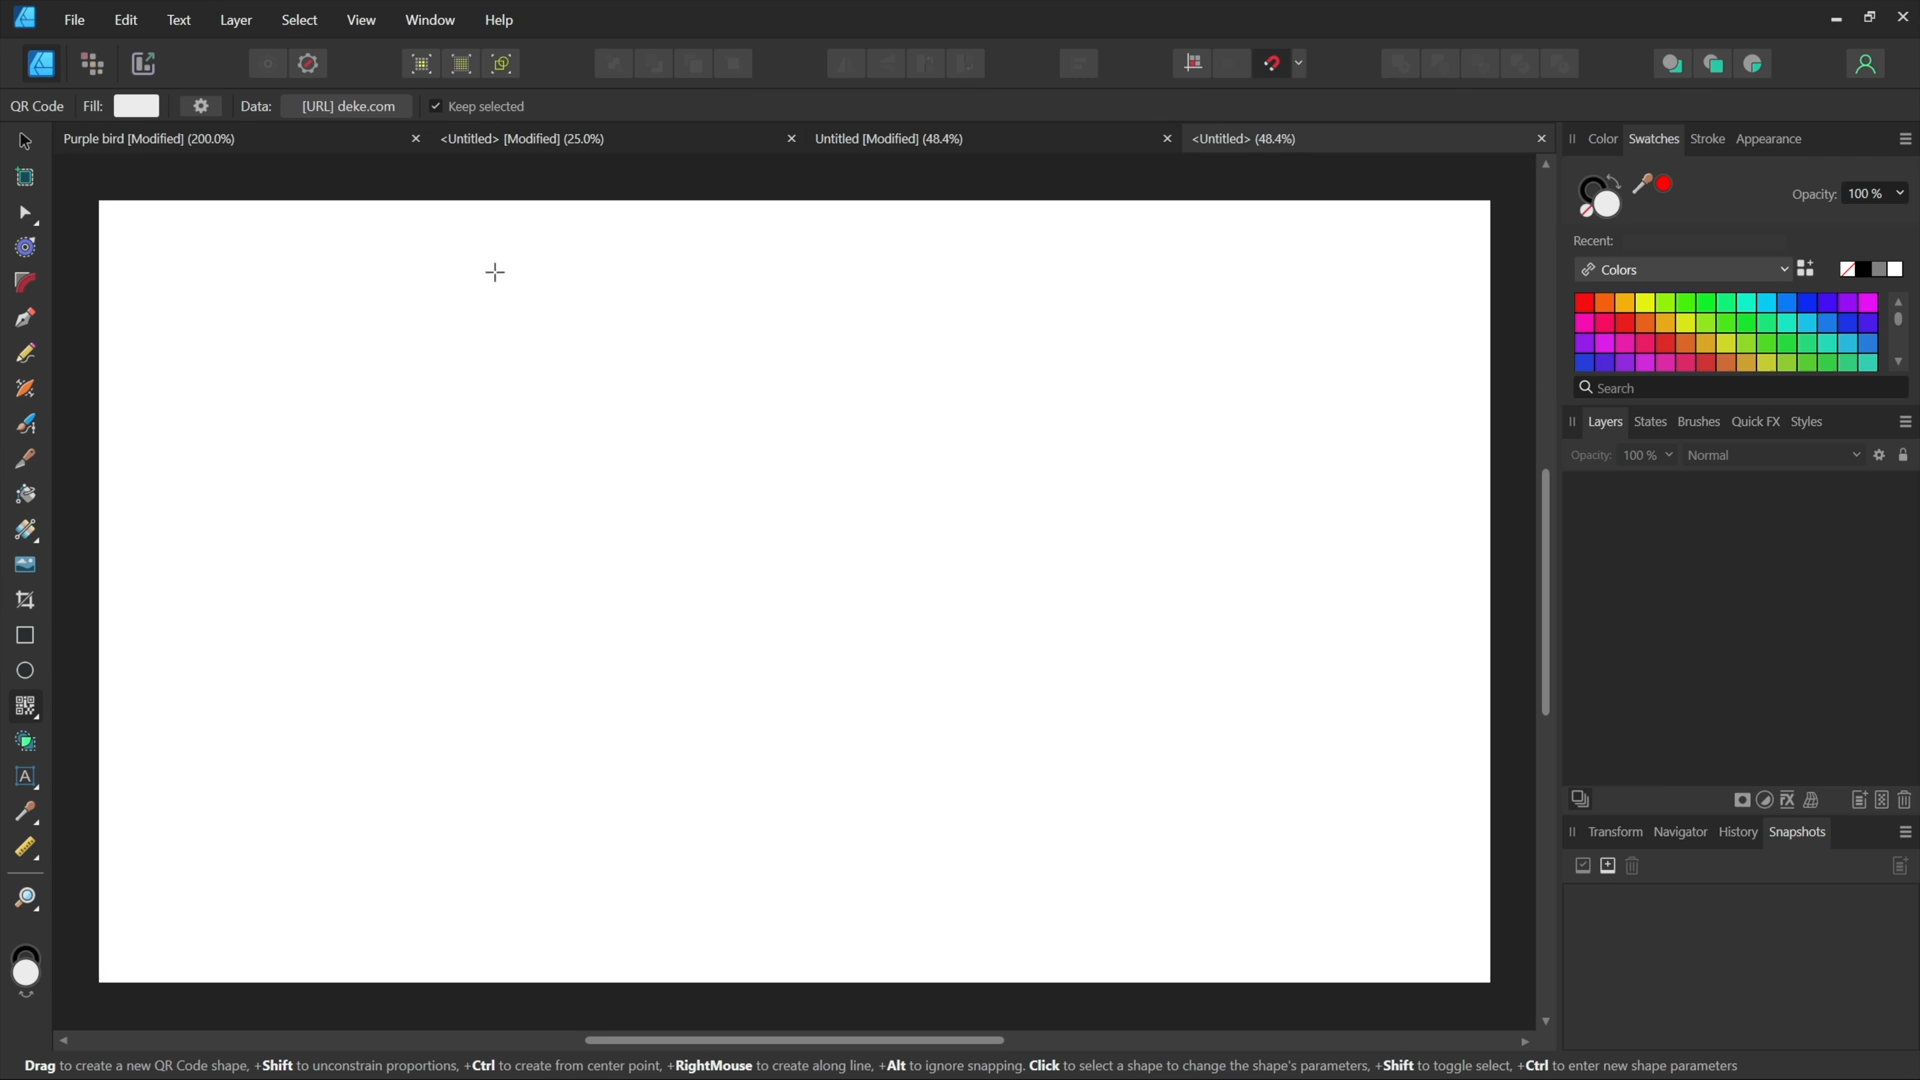 File Edit Text Layer Select View Window Help
QR Code Fill: Data: [URL] deke.com Keep selected
Purple bird [Modified] (200.0%) <Untitled> [Modified] (25.0%) Untitled [Modified] (48.4%) <Untitled> (48.4%)
Color Swatches Stroke Appearance
Opacity: 100 %
Recent:
Colors
Search
Layers States Brushes Quick FX Styles
Opacity: 100 % Normal
Transform Navigator History Snapshots
Drag to create a new QR Code shape, +Shift to unconstrain proportions, +Ctrl to create from center point, +RightMouse to create along line, +Alt to ignore snapping. Click to select a shape to change the shape's parameters, +Shift to toggle select, +Ctrl to enter new shape parameters